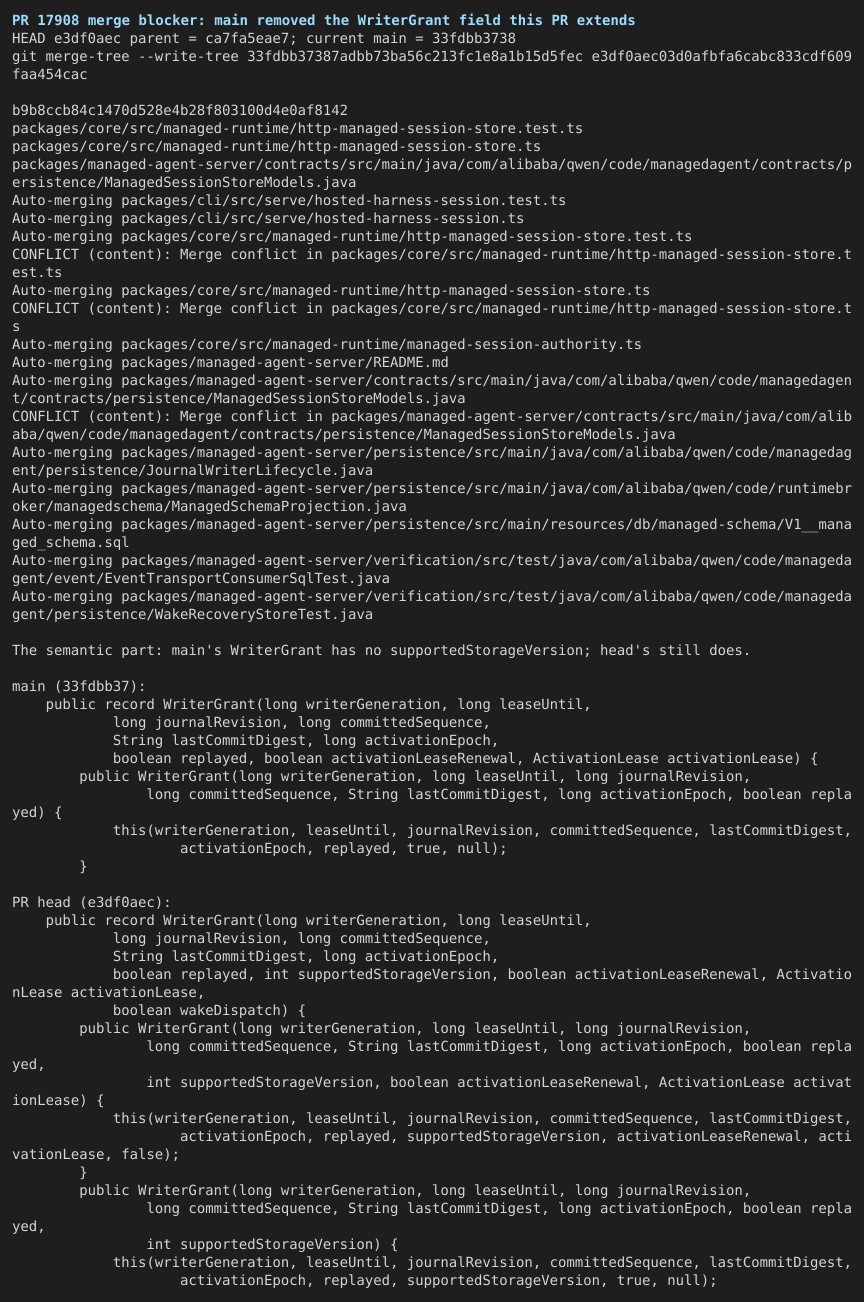 PR 17908 merge blocker: main removed the WriterGrant field this PR extends
HEAD e3df0aec parent = ca7fa5eae7; current main = 33fdbb3738
git merge-tree --write-tree 33fdbb37387adbb73ba56c213fc1e8a1b15d5fec e3df0aec03d0afbfa6cabc833cdf609
faa454cac

b9b8ccb84c1470d528e4b28f803100d4e0af8142
packages/core/src/managed-runtime/http-managed-session-store.test.ts
packages/core/src/managed-runtime/http-managed-session-store.ts
packages/managed-agent-server/contracts/src/main/java/com/alibaba/qwen/code/managedagent/contracts/p
ersistence/ManagedSessionStoreModels.java
Auto-merging packages/cli/src/serve/hosted-harness-session.test.ts
Auto-merging packages/cli/src/serve/hosted-harness-session.ts
Auto-merging packages/core/src/managed-runtime/http-managed-session-store.test.ts
CONFLICT (content): Merge conflict in packages/core/src/managed-runtime/http-managed-session-store.t
est.ts
Auto-merging packages/core/src/managed-runtime/http-managed-session-store.ts
CONFLICT (content): Merge conflict in packages/core/src/managed-runtime/http-managed-session-store.t
s
Auto-merging packages/core/src/managed-runtime/managed-session-authority.ts
Auto-merging packages/managed-agent-server/README.md
Auto-merging packages/managed-agent-server/contracts/src/main/java/com/alibaba/qwen/code/managedagen
t/contracts/persistence/ManagedSessionStoreModels.java
CONFLICT (content): Merge conflict in packages/managed-agent-server/contracts/src/main/java/com/alib
aba/qwen/code/managedagent/contracts/persistence/ManagedSessionStoreModels.java
Auto-merging packages/managed-agent-server/persistence/src/main/java/com/alibaba/qwen/code/managedag
ent/persistence/JournalWriterLifecycle.java
Auto-merging packages/managed-agent-server/persistence/src/main/java/com/alibaba/qwen/code/runtimebr
oker/managedschema/ManagedSchemaProjection.java
Auto-merging packages/managed-agent-server/persistence/src/main/resources/db/managed-schema/V1__mana
ged_schema.sql
Auto-merging packages/managed-agent-server/verification/src/test/java/com/alibaba/qwen/code/manageda
gent/event/EventTransportConsumerSqlTest.java
Auto-merging packages/managed-agent-server/verification/src/test/java/com/alibaba/qwen/code/manageda
gent/persistence/WakeRecoveryStoreTest.java

The semantic part: main's WriterGrant has no supportedStorageVersion; head's still does.

main (33fdbb37):
    public record WriterGrant(long writerGeneration, long leaseUntil,
            long journalRevision, long committedSequence,
            String lastCommitDigest, long activationEpoch,
            boolean replayed, boolean activationLeaseRenewal, ActivationLease activationLease) {
        public WriterGrant(long writerGeneration, long leaseUntil, long journalRevision,
                long committedSequence, String lastCommitDigest, long activationEpoch, boolean repla
yed) {
            this(writerGeneration, leaseUntil, journalRevision, committedSequence, lastCommitDigest,
                    activationEpoch, replayed, true, null);
        }

PR head (e3df0aec):
    public record WriterGrant(long writerGeneration, long leaseUntil,
            long journalRevision, long committedSequence,
            String lastCommitDigest, long activationEpoch,
            boolean replayed, int supportedStorageVersion, boolean activationLeaseRenewal, Activatio
nLease activationLease,
            boolean wakeDispatch) {
        public WriterGrant(long writerGeneration, long leaseUntil, long journalRevision,
                long committedSequence, String lastCommitDigest, long activationEpoch, boolean repla
yed,
                int supportedStorageVersion, boolean activationLeaseRenewal, ActivationLease activat
ionLease) {
            this(writerGeneration, leaseUntil, journalRevision, committedSequence, lastCommitDigest,
                    activationEpoch, replayed, supportedStorageVersion, activationLeaseRenewal, acti
vationLease, false);
        }
        public WriterGrant(long writerGeneration, long leaseUntil, long journalRevision,
                long committedSequence, String lastCommitDigest, long activationEpoch, boolean repla
yed,
                int supportedStorageVersion) {
            this(writerGeneration, leaseUntil, journalRevision, committedSequence, lastCommitDigest,
                    activationEpoch, replayed, supportedStorageVersion, true, null);